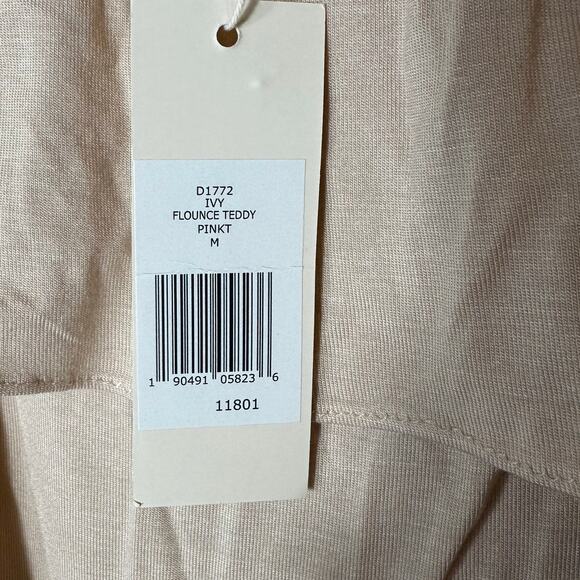 D1772
IVY
FLOUNCE TEDDY
PINKT
M
1 90491 05823 6
11801